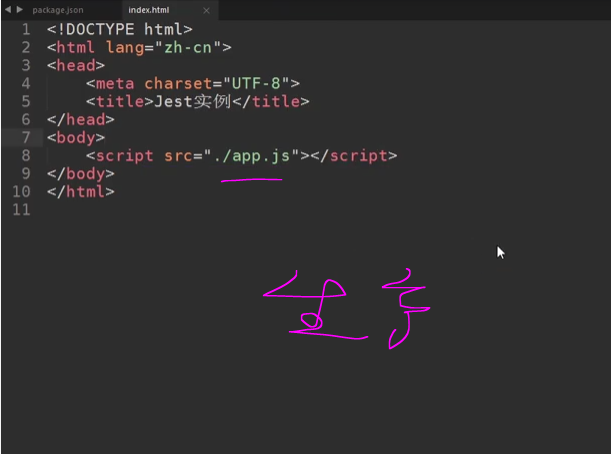 package.json index.html
1 <!DOCTYPE html>
2 <html lang="zh-cn">
3 <head>
4 <meta charset="UTF-8">
5 <title>Jest实例</title>
6 </head>
7 <body>
8 <script src="./app.js"></script>
9 </body>
10 </html>
11